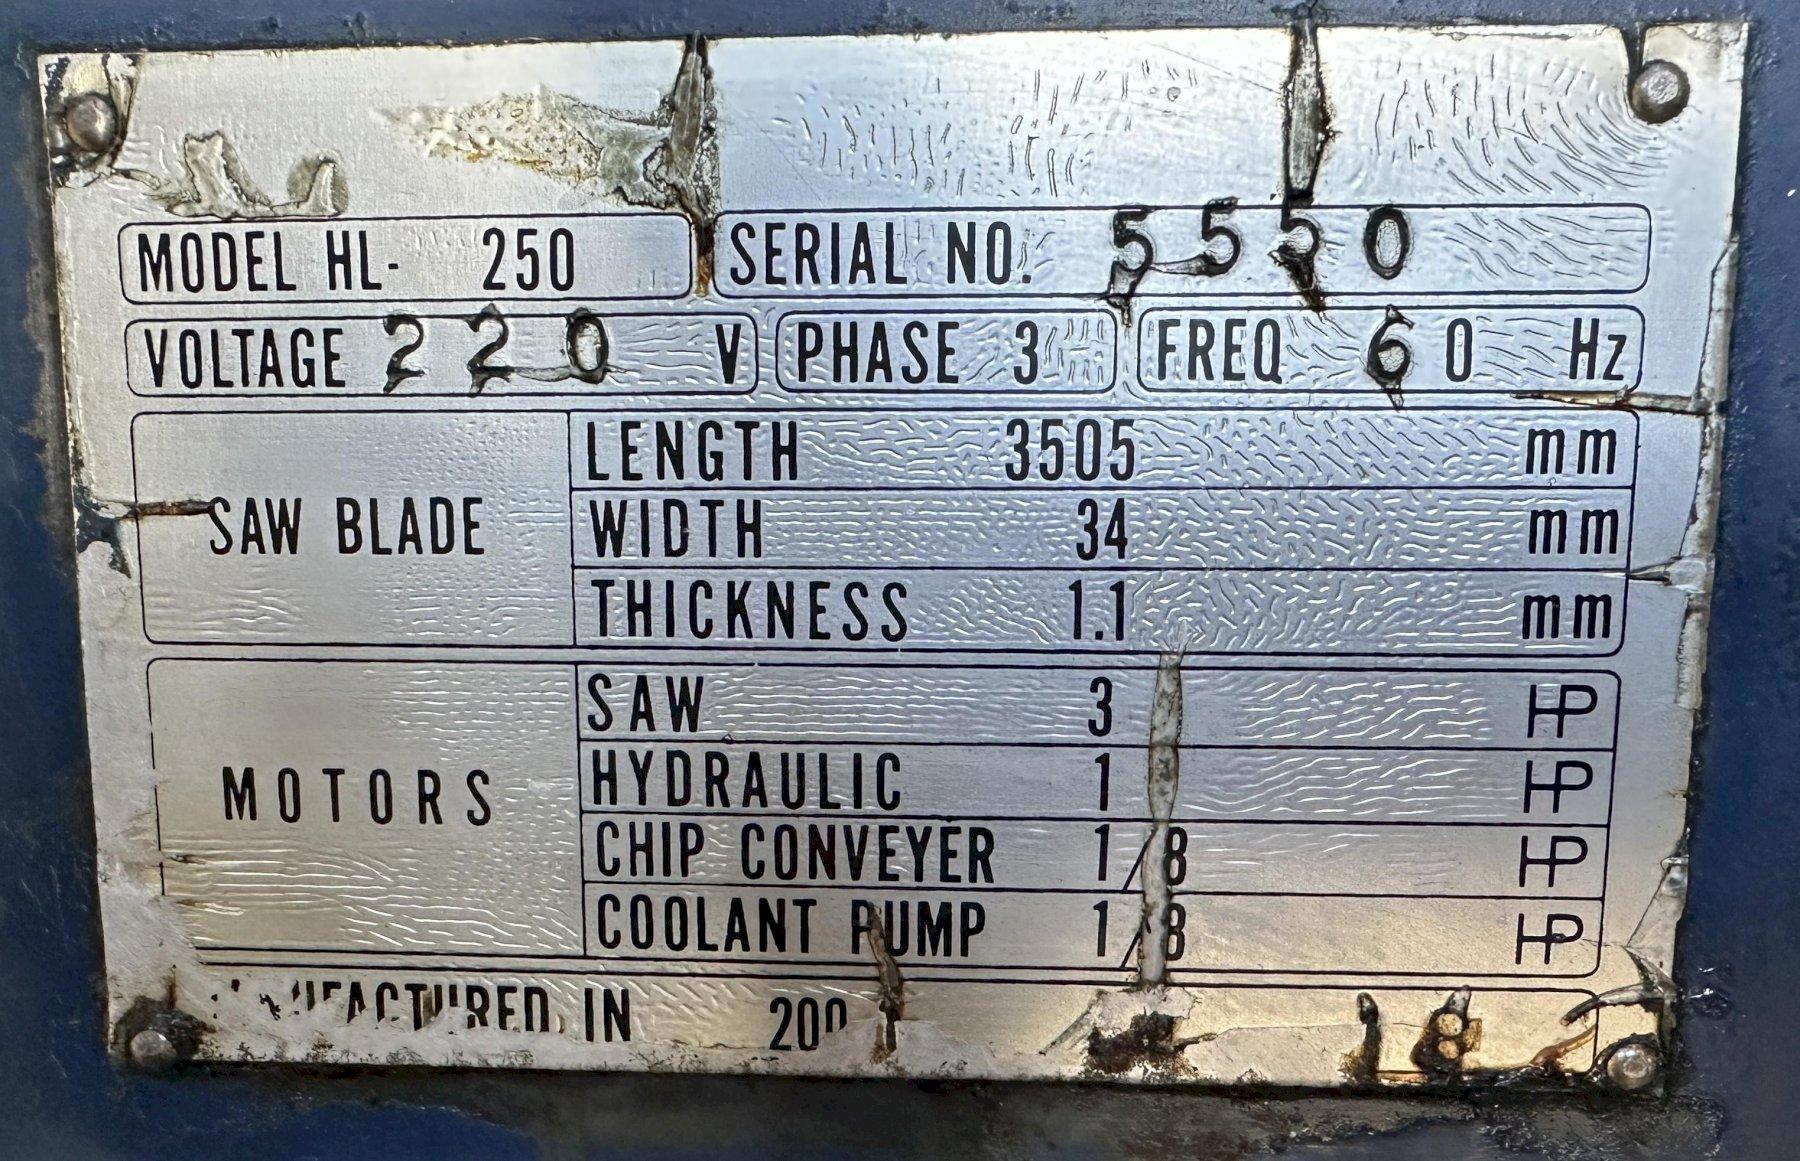 MODEL HL- 250 SERIAL NO. 5550
VOLTAGE 220 V PHASE 3 FREQ 60 Hz
SAW BLADE
LENGTH 3505 mm
WIDTH 34 mm
THICKNESS 1.1 mm
MOTORS
SAW 3 HP
HYDRAULIC 1 HP
CHIP CONVEYER 1/8 HP
COOLANT PUMP 1/8 HP
MANUFACTURED IN 200